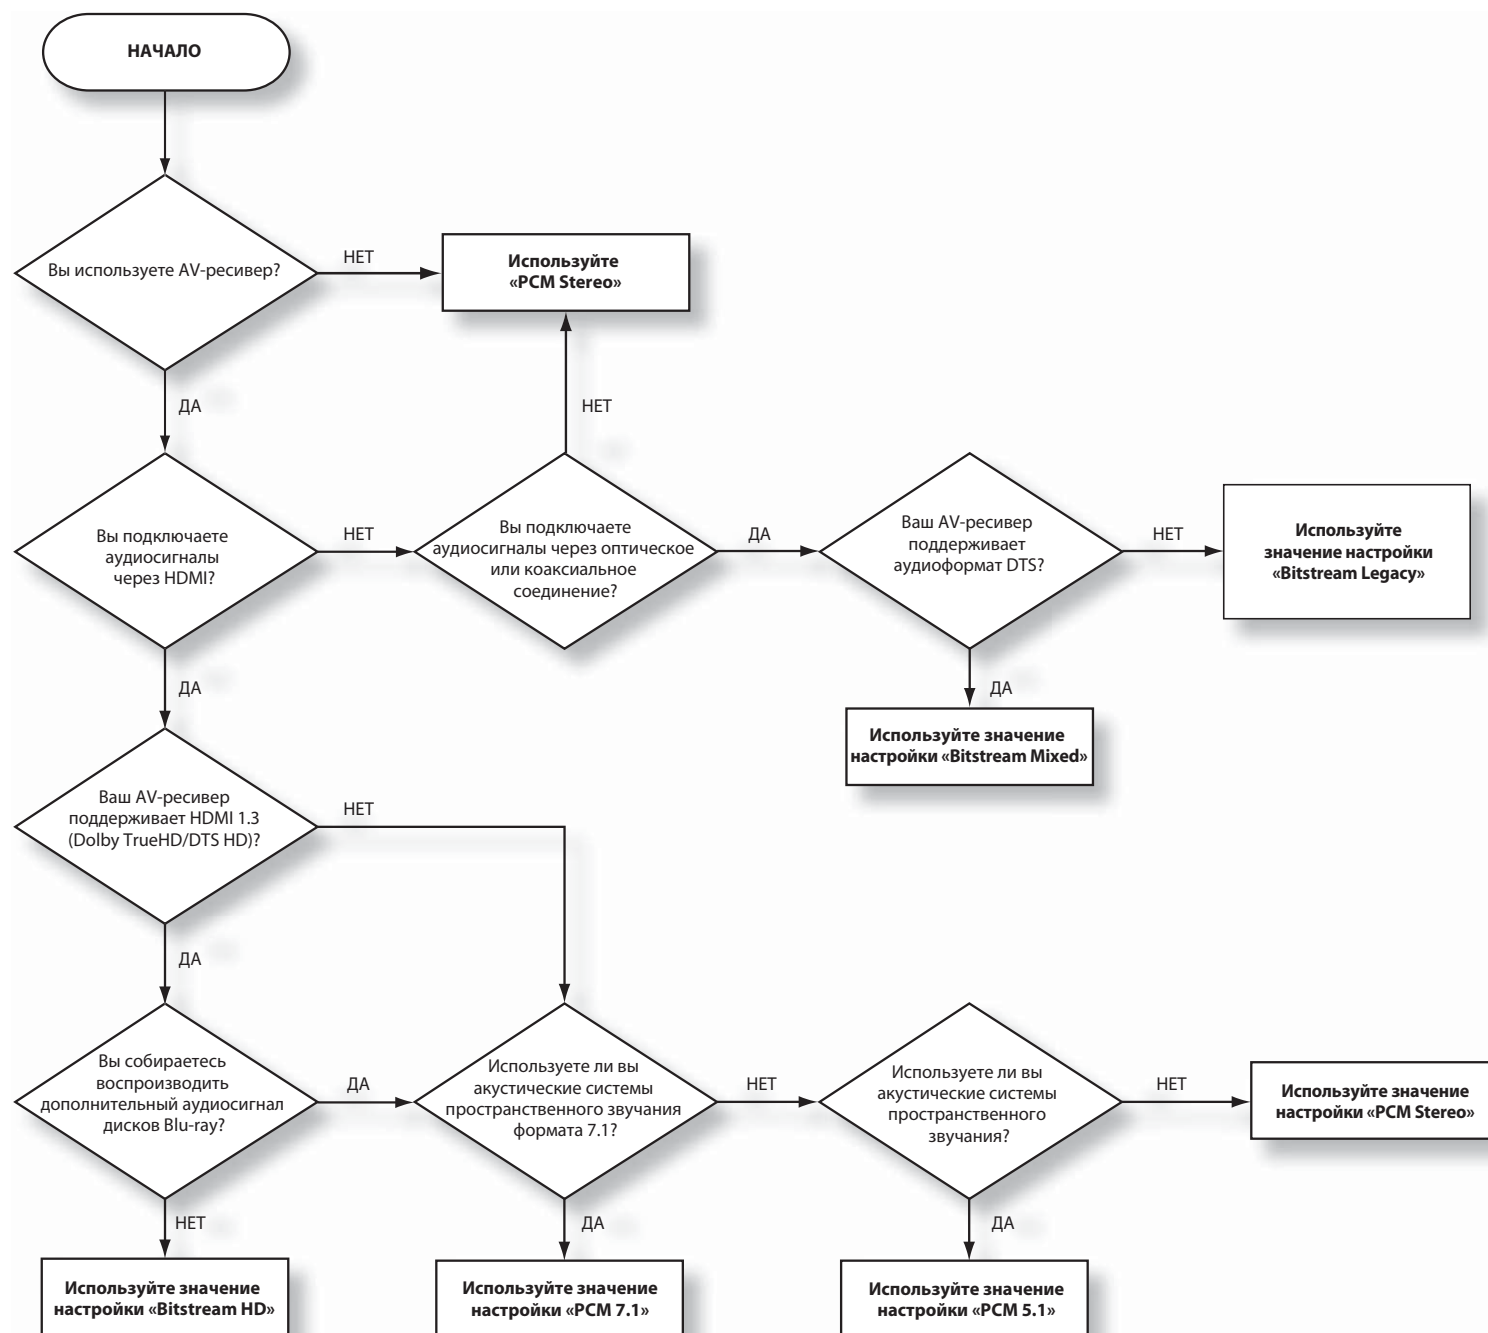 НАЧАЛО
Вы используете AV-ресивер?
НЕТ
Используйте
«PCM Stereo»
ДА
НЕТ
Вы подключаете
аудиосигналы
через HDMI?
НЕТ
Вы подключаете
аудиосигналы через оптическое
или коаксиальное
соединение?
ДА
Ваш AV-ресивер
поддерживает
аудиоформат DTS?
НЕТ
Используйте
значение настройки
«Bitstream Legacy»
ДА
ДА
Используйте значение
настройки «Bitstream Mixed»
Ваш AV-ресивер
поддерживает HDMI 1.3
(Dolby TrueHD/DTS HD)?
НЕТ
ДА
Вы собираетесь
воспроизводить
дополнительный аудиосигнал
дисков Blu-ray?
ДА
Используете ли вы
акустические системы
пространственного звучания
формата 7.1?
НЕТ
Используете ли вы
акустические системы
пространственного
звучания?
НЕТ
Используйте значение
настройки «PCM Stereo»
НЕТ
ДА
ДА
Используйте значение
настройки «Bitstream HD»
Используйте значение
настройки «PCM 7.1»
Используйте значение
настройки «PCM 5.1»